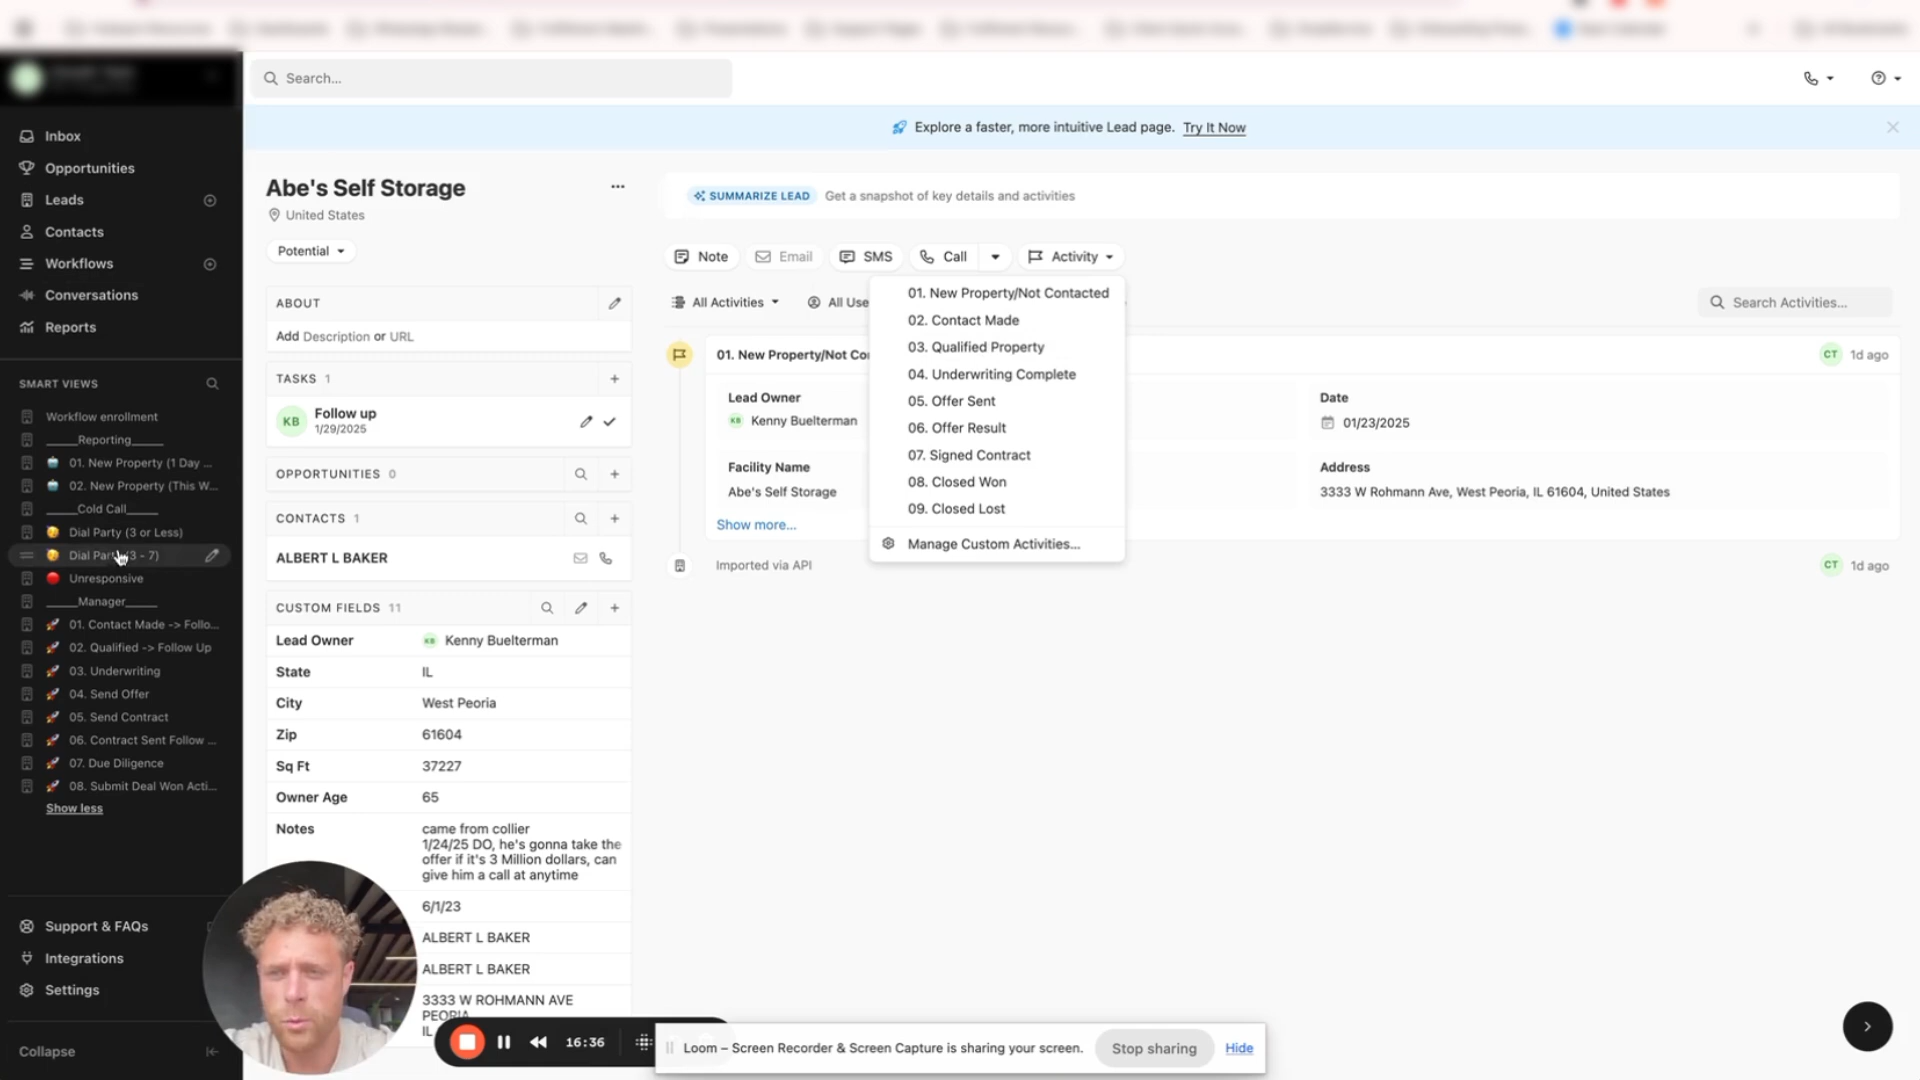 Search...
Explore a faster, more intuitive Lead page. Try It Now
Inbox
Opportunities
Leads
Contacts
Workflows
Conversations
Reports
SMART VIEWS
Workflow enrollment
_____Reporting_____
01. New Property (1 Day ...
02. New Property (This W...
_____Cold Call_____
Dial Party (3 or Less)
Unresponsive
_____Manager_____
01. Contact Made -> Follo...
02. Qualified -> Follow Up
03. Underwriting
04. Send Offer
05. Send Contract
06. Contract Sent Follow ...
07. Due Diligence
08. Submit Deal Won Acti...
Show less
Support & FAQs
Integrations
Settings
Collapse
Abe's Self Storage
United States
Potential
ABOUT
Add Description or URL
TASKS 1
KB
Follow up
1/29/2025
OPPORTUNITIES 0
CONTACTS 1
ALBERT L BAKER
CUSTOM FIELDS 11
Lead Owner KB Kenny Buelterman
State IL
City West Peoria
Zip 61604
Sq Ft 37227
Owner Age 65
Notes came from collier
1/24/25 DO, he's gonna take the
offer if it's 3 Million dollars, can
give him a call at anytime
6/1/23
ALBERT L BAKER
ALBERT L BAKER
3333 W ROHMANN AVE
PEORIA
IL
SUMMARIZE LEAD Get a snapshot of key details and activities
Note Email SMS Call Activity
All Activities All Use
Search Activities...
01. New Property/Not Contacted
02. Contact Made
03. Qualified Property
04. Underwriting Complete
05. Offer Sent
06. Offer Result
07. Signed Contract
08. Closed Won
09. Closed Lost
Manage Custom Activities...
01. New Property/Not Co
CT 1d ago
Lead Owner
KB Kenny Buelterman
Date
01/23/2025
Facility Name
Abe's Self Storage
Address
3333 W Rohmann Ave, West Peoria, IL 61604, United States
Show more...
Imported via API
CT 1d ago
16:36
Loom – Screen Recorder & Screen Capture is sharing your screen. Stop sharing Hide